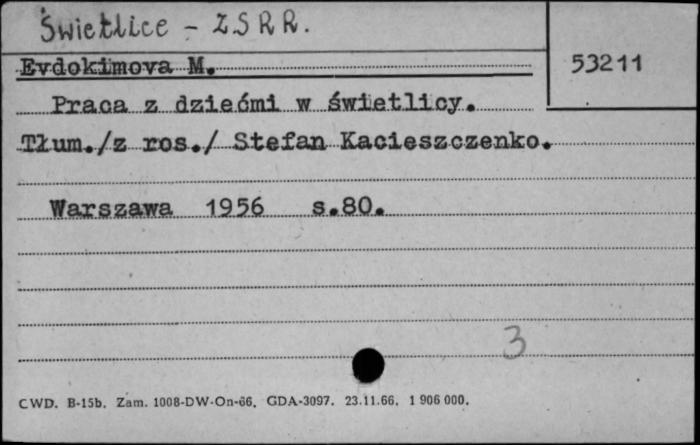 Świetlice - ZSRR.
Evdokimova M.
53211
Praca z dziećmi w świetlicy.
Tłum./z ros./ Stefan Kacieszczenko.
Warszawa 1956 s.80.
3
CWD. B-15b. Zam. 1008-DW-On-66. GDA-3097. 23.11.66. 1 906 000.